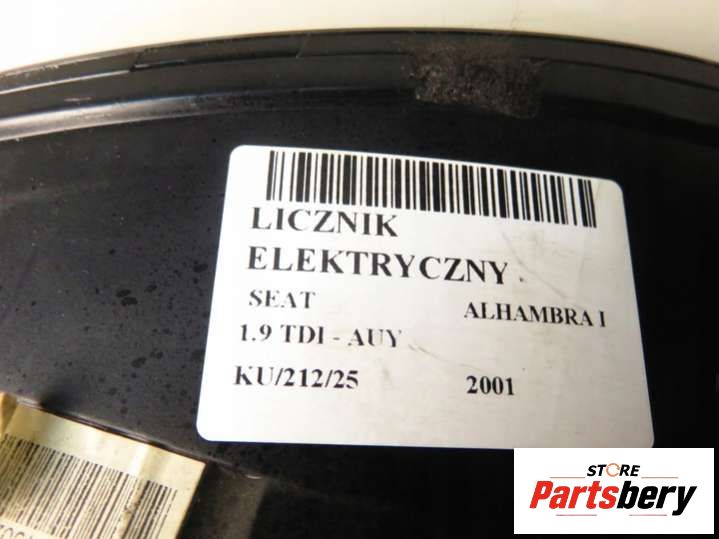 LICZNIK
ELEKTRYCZNY
SEAT ALHAMBRA I
1.9 TDI - AUY
KU/212/25 2001
STORE
Partsbery